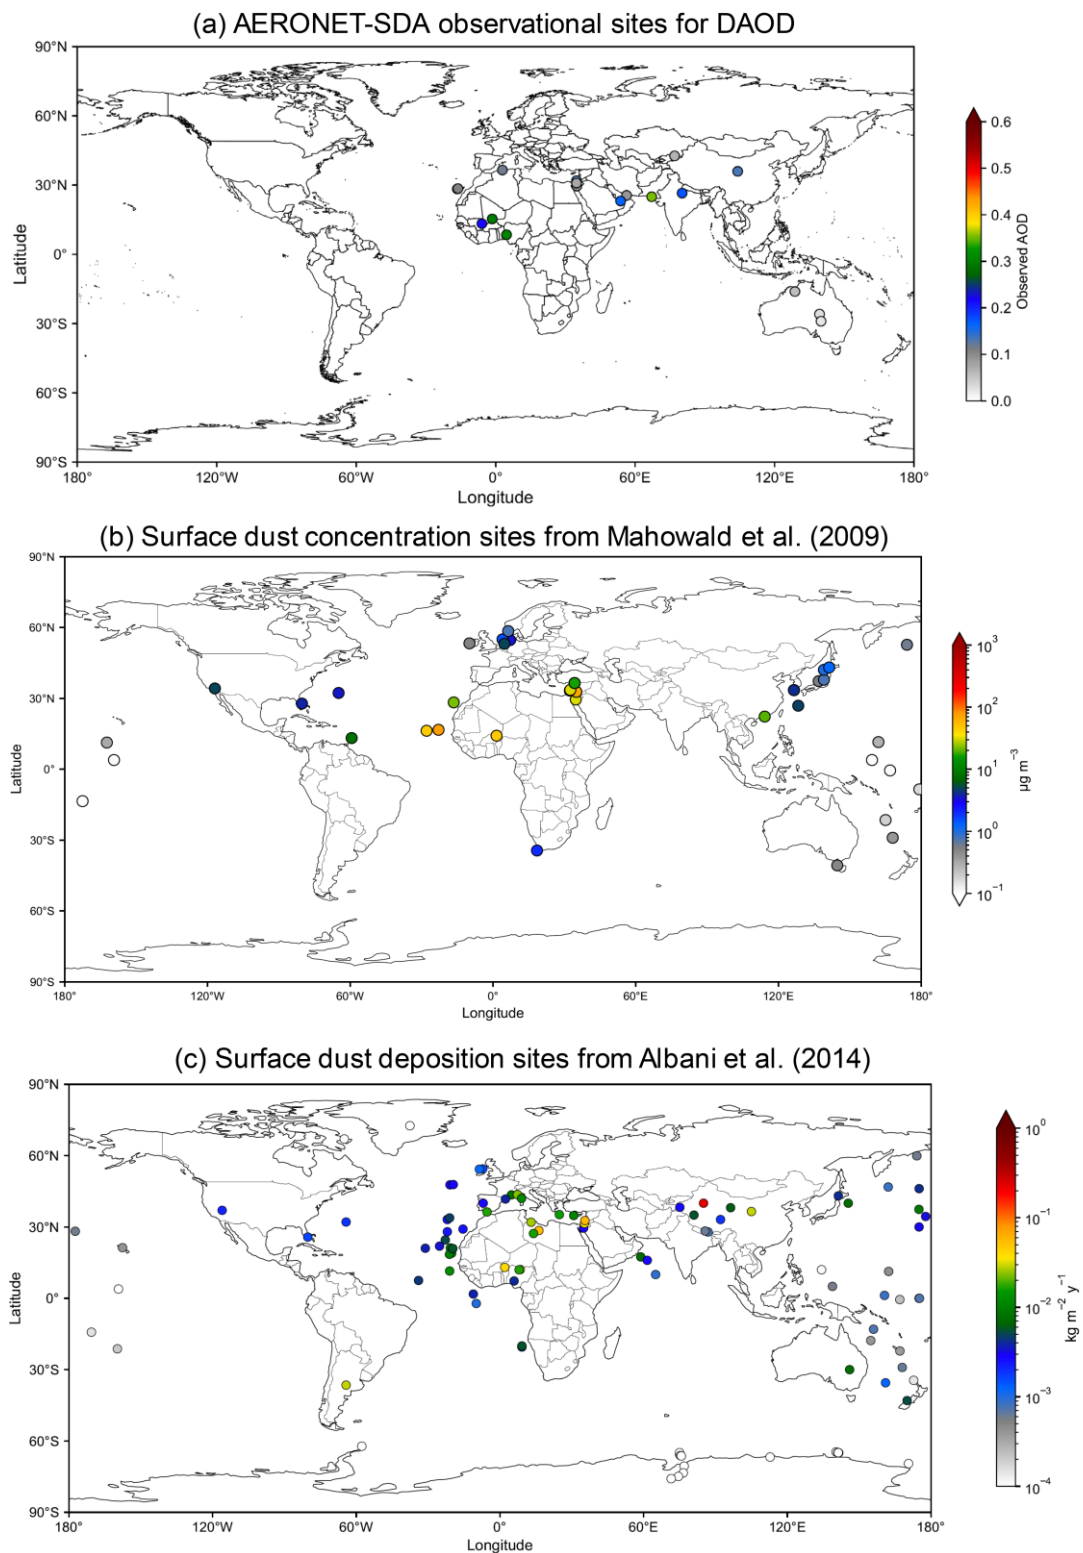 (a) AERONET-SDA observational sites for DAOD
90°N
60°N
30°N
0°
30°S
60°S
90°S
Latitude
180°
120°W
60°W
0°
60°E
120°E
180°
Longitude
0.6
0.5
0.4
0.3
0.2
0.1
0.0
Observed AOD
(b) Surface dust concentration sites from Mahowald et al. (2009)
90°N
60°N
30°N
0°
30°S
60°S
90°S
Latitude
180°
120°W
60°W
0°
60°E
120°E
180°
Longitude
10³
10²
10¹
10⁰
10⁻¹
µg m⁻³
(c) Surface dust deposition sites from Albani et al. (2014)
90°N
60°N
30°N
0°
30°S
60°S
90°S
Latitude
180°
120°W
60°W
0°
60°E
120°E
180°
Longitude
10⁰
10⁻¹
10⁻²
10⁻³
10⁻⁴
kg m⁻² y⁻¹